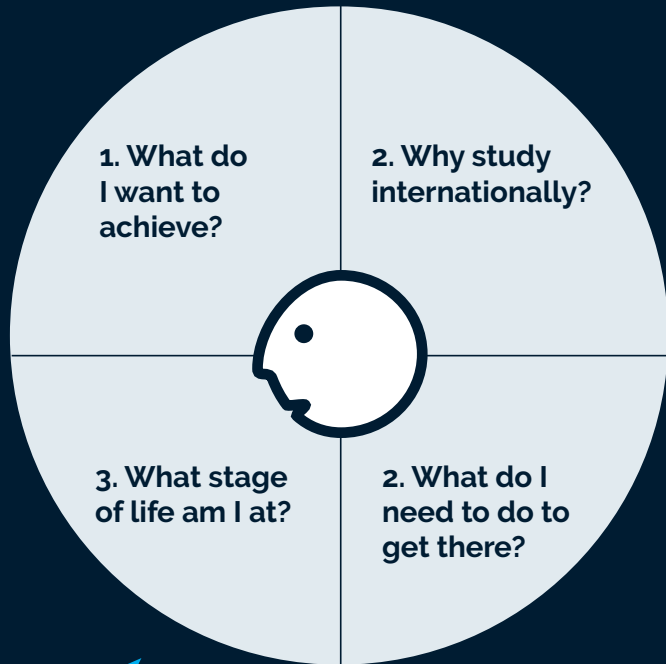 1. What do
I want to
achieve?
2. Why study
internationally?
3. What stage
of life am I at?
2. What do I
need to do to
get there?